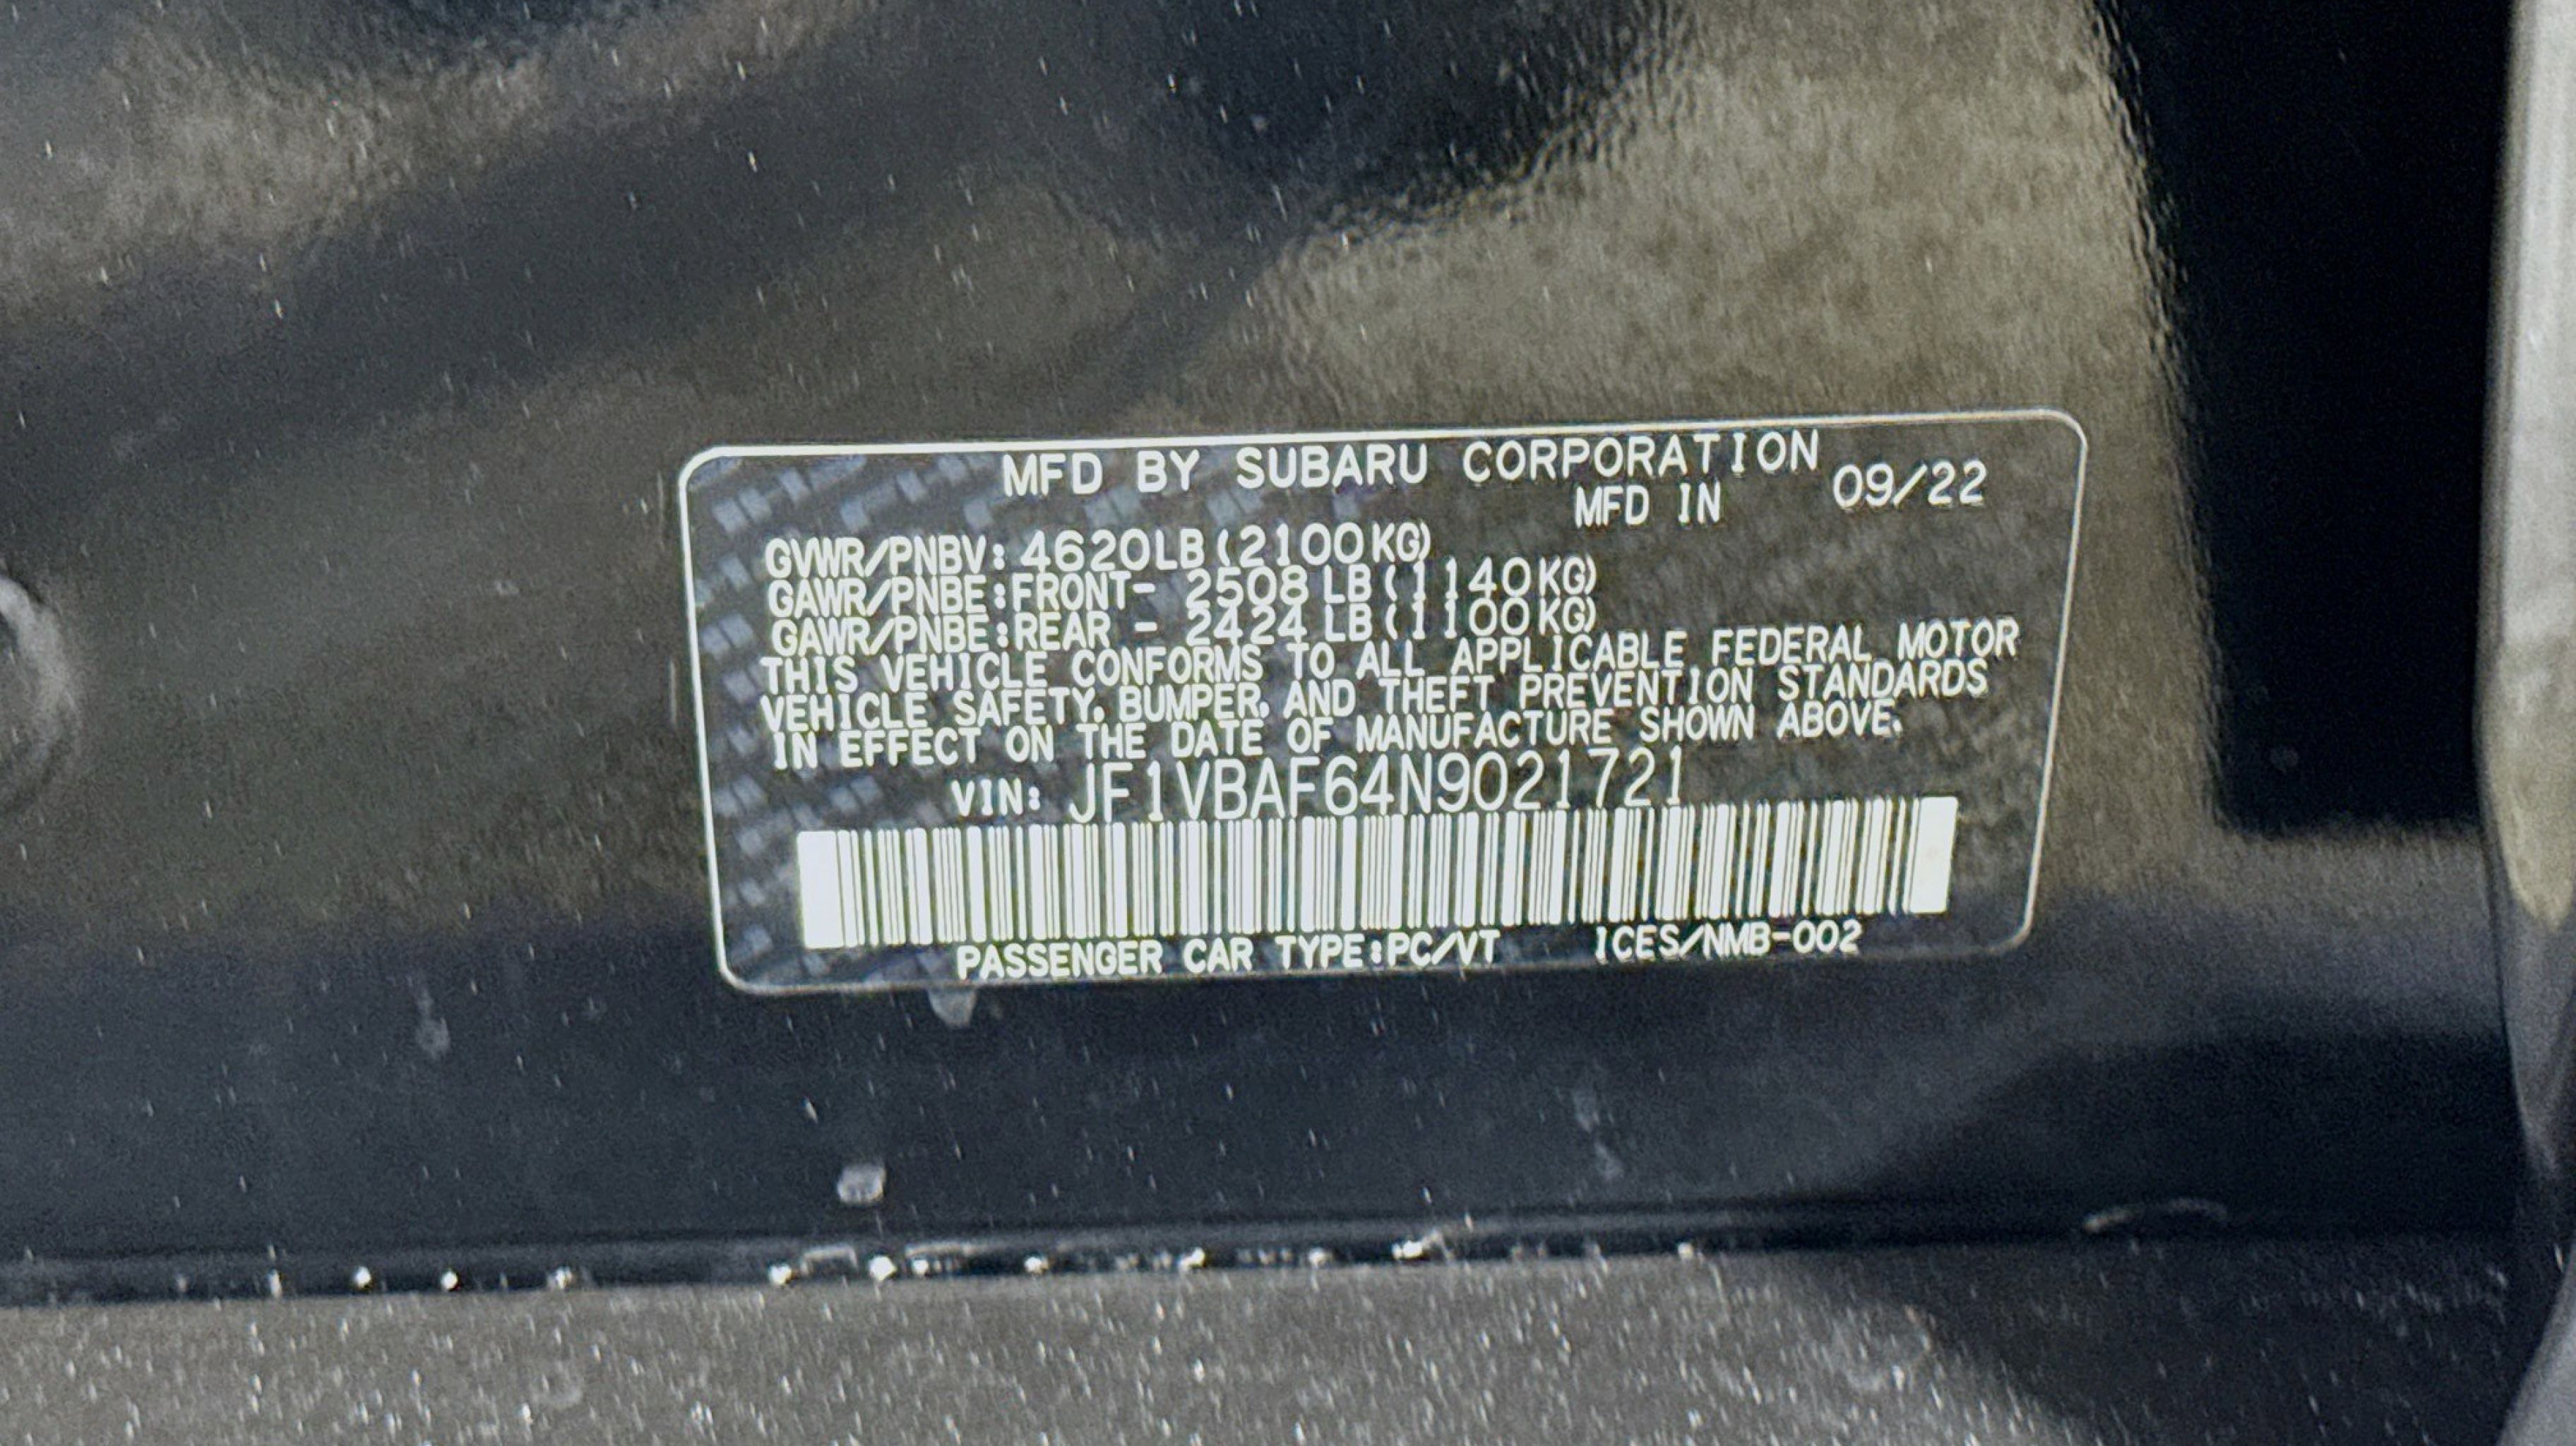 MFD BY SUBARU CORPORATION
MFD IN 09/22
GVWR/PNBV: 4620LB (2100KG)
GAWR/PNBE:FRONT- 2508 LB (1140KG)
GAWR/PNBE:REAR - 2424 LB (1100KG)
THIS VEHICLE CONFORMS TO ALL APPLICABLE FEDERAL MOTOR
VEHICLE SAFETY, BUMPER, AND THEFT PREVENTION STANDARDS
IN EFFECT ON THE DATE OF MANUFACTURE SHOWN ABOVE.
VIN: JF1VBAF64N9021721
PASSENGER CAR TYPE:PC/VT ICES/NMB-002